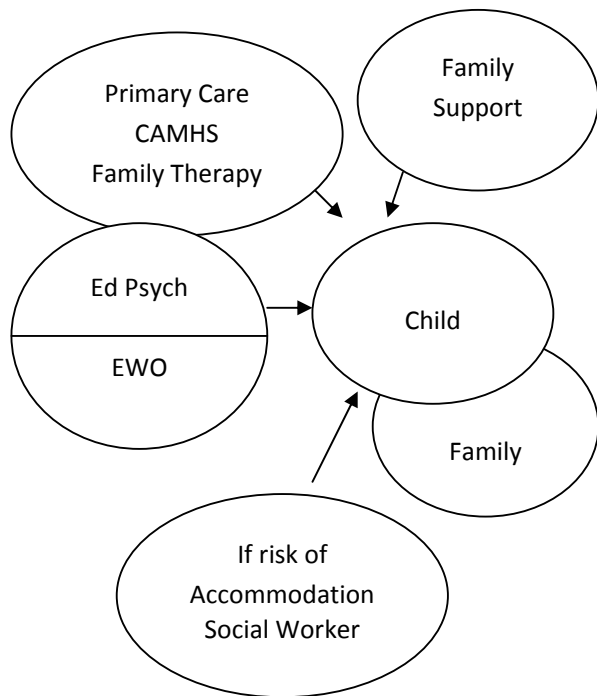 Primary Care
CAMHS
Family Therapy
Family
Support
Ed Psych
EWO
Child
Family
If risk of
Accommodation
Social Worker